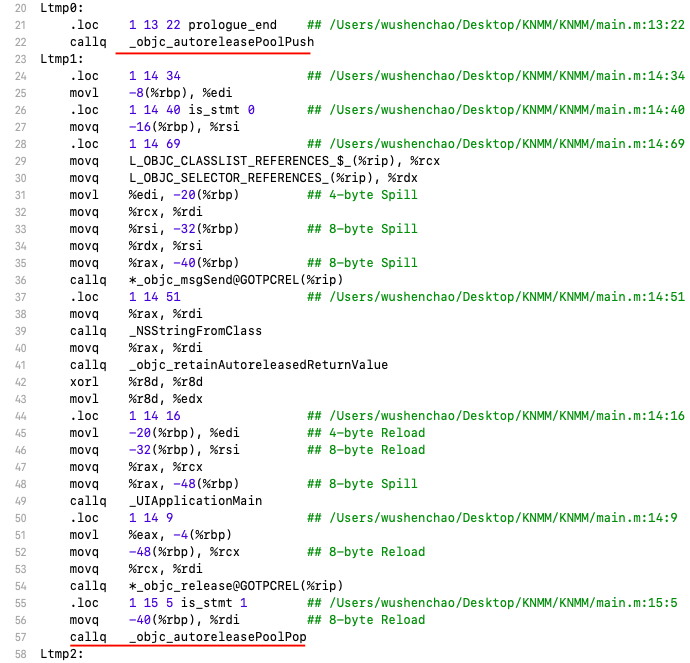 20 Ltmp0:
21 .loc 1 13 22 prologue_end ## /Users/wushenchao/Desktop/KNMM/KNMM/main.m:13:22
22 callq _objc_autoreleasePoolPush
23 Ltmp1:
24 .loc 1 14 34 ## /Users/wushenchao/Desktop/KNMM/KNMM/main.m:14:34
25 movl -8(%rbp), %edi
26 .loc 1 14 40 is_stmt 0 ## /Users/wushenchao/Desktop/KNMM/KNMM/main.m:14:40
27 movq -16(%rbp), %rsi
28 .loc 1 14 69 ## /Users/wushenchao/Desktop/KNMM/KNMM/main.m:14:69
29 movq L_OBJC_CLASSLIST_REFERENCES_$_(%rip), %rcx
30 movq L_OBJC_SELECTOR_REFERENCES_(%rip), %rdx
31 movl %edi, -20(%rbp) ## 4-byte Spill
32 movq %rcx, %rdi
33 movq %rsi, -32(%rbp) ## 8-byte Spill
34 movq %rdx, %rsi
35 movq %rax, -40(%rbp) ## 8-byte Spill
36 callq *_objc_msgSend@GOTPCREL(%rip)
37 .loc 1 14 51 ## /Users/wushenchao/Desktop/KNMM/KNMM/main.m:14:51
38 movq %rax, %rdi
39 callq _NSStringFromClass
40 movq %rax, %rdi
41 callq _objc_retainAutoreleasedReturnValue
42 xorl %r8d, %r8d
43 movl %r8d, %edx
44 .loc 1 14 16 ## /Users/wushenchao/Desktop/KNMM/KNMM/main.m:14:16
45 movl -20(%rbp), %edi ## 4-byte Reload
46 movq -32(%rbp), %rsi ## 8-byte Reload
47 movq %rax, %rcx
48 movq %rax, -48(%rbp) ## 8-byte Spill
49 callq _UIApplicationMain
50 .loc 1 14 9 ## /Users/wushenchao/Desktop/KNMM/KNMM/main.m:14:9
51 movl %eax, -4(%rbp)
52 movq -48(%rbp), %rcx ## 8-byte Reload
53 movq %rcx, %rdi
54 callq *_objc_release@GOTPCREL(%rip)
55 .loc 1 15 5 is_stmt 1 ## /Users/wushenchao/Desktop/KNMM/KNMM/main.m:15:5
56 movq -40(%rbp), %rdi ## 8-byte Reload
57 callq _objc_autoreleasePoolPop
58 Ltmp2: